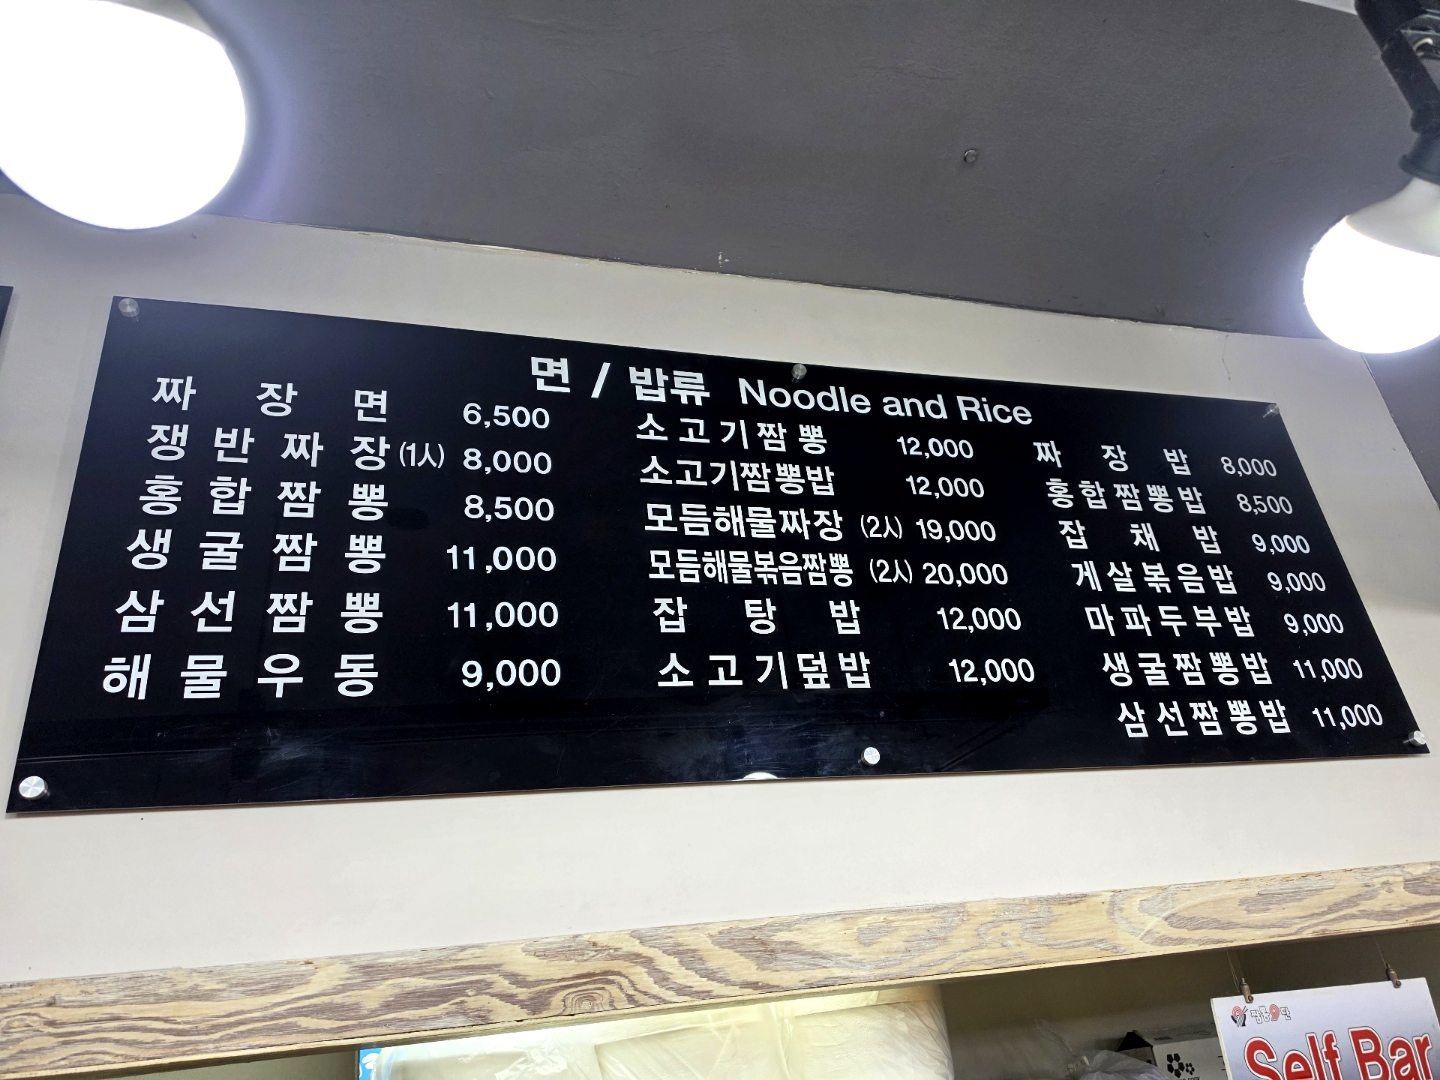 면 / 밥류 Noodle and Rice
짜 장 면 6,500
쟁 반 짜 장 (1人) 8,000
홍 합 짬 뽕 8,500
생 굴 짬 뽕 11,000
삼 선 짬 뽕 11,000
해 물 우 동 9,000
소 고 기 짬 뽕 12,000
소고기짬뽕밥 12,000
모듬해물짜장 (2人) 19,000
모듬해물볶음짬뽕 (2人) 20,000
잡 탕 밥 12,000
소 고 기 덮 밥 12,000
짜 장 밥 8,000
홍 합 짬 뽕 밥 8,500
잡 채 밥 9,000
게 살 볶 음 밥 9,000
마 파 두 부 밥 9,000
생 굴 짬 뽕 밥 11,000
삼 선 짬 뽕 밥 11,000
Self Bar